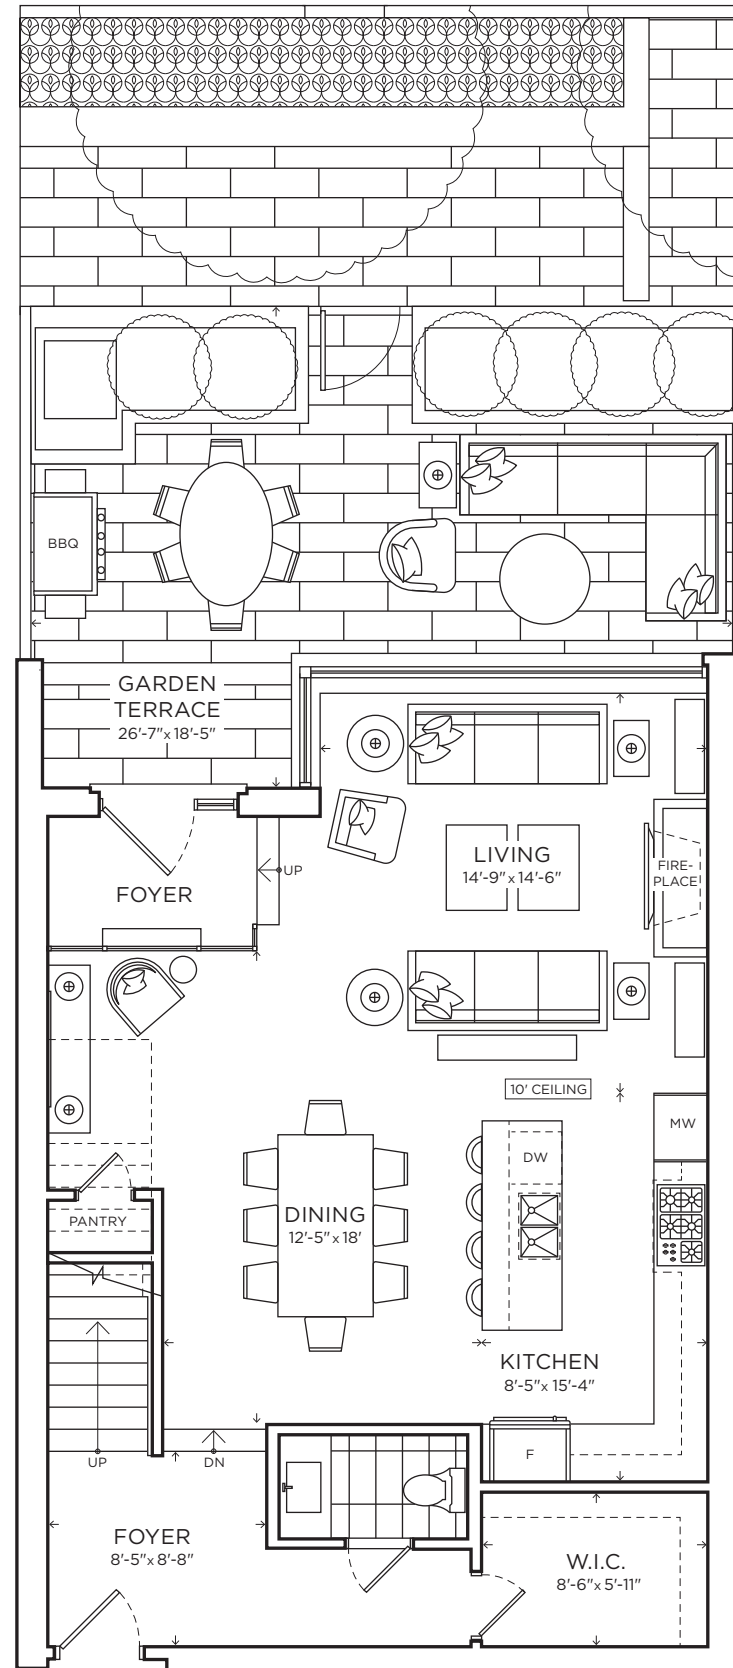 BBQ
GARDEN
TERRACE
26'-7" x 18'-5"
UP
LIVING
14'-9" x 14'-6"
FIRE-
PLACE
FOYER
10' CEILING
MW
DW
PANTRY
DINING
12'-5" x 18'
KITCHEN
8'-5" x 15'-4"
F
UP
DN
FOYER
8'-5" x 8'-8"
W.I.C.
8'-6" x 5'-11"